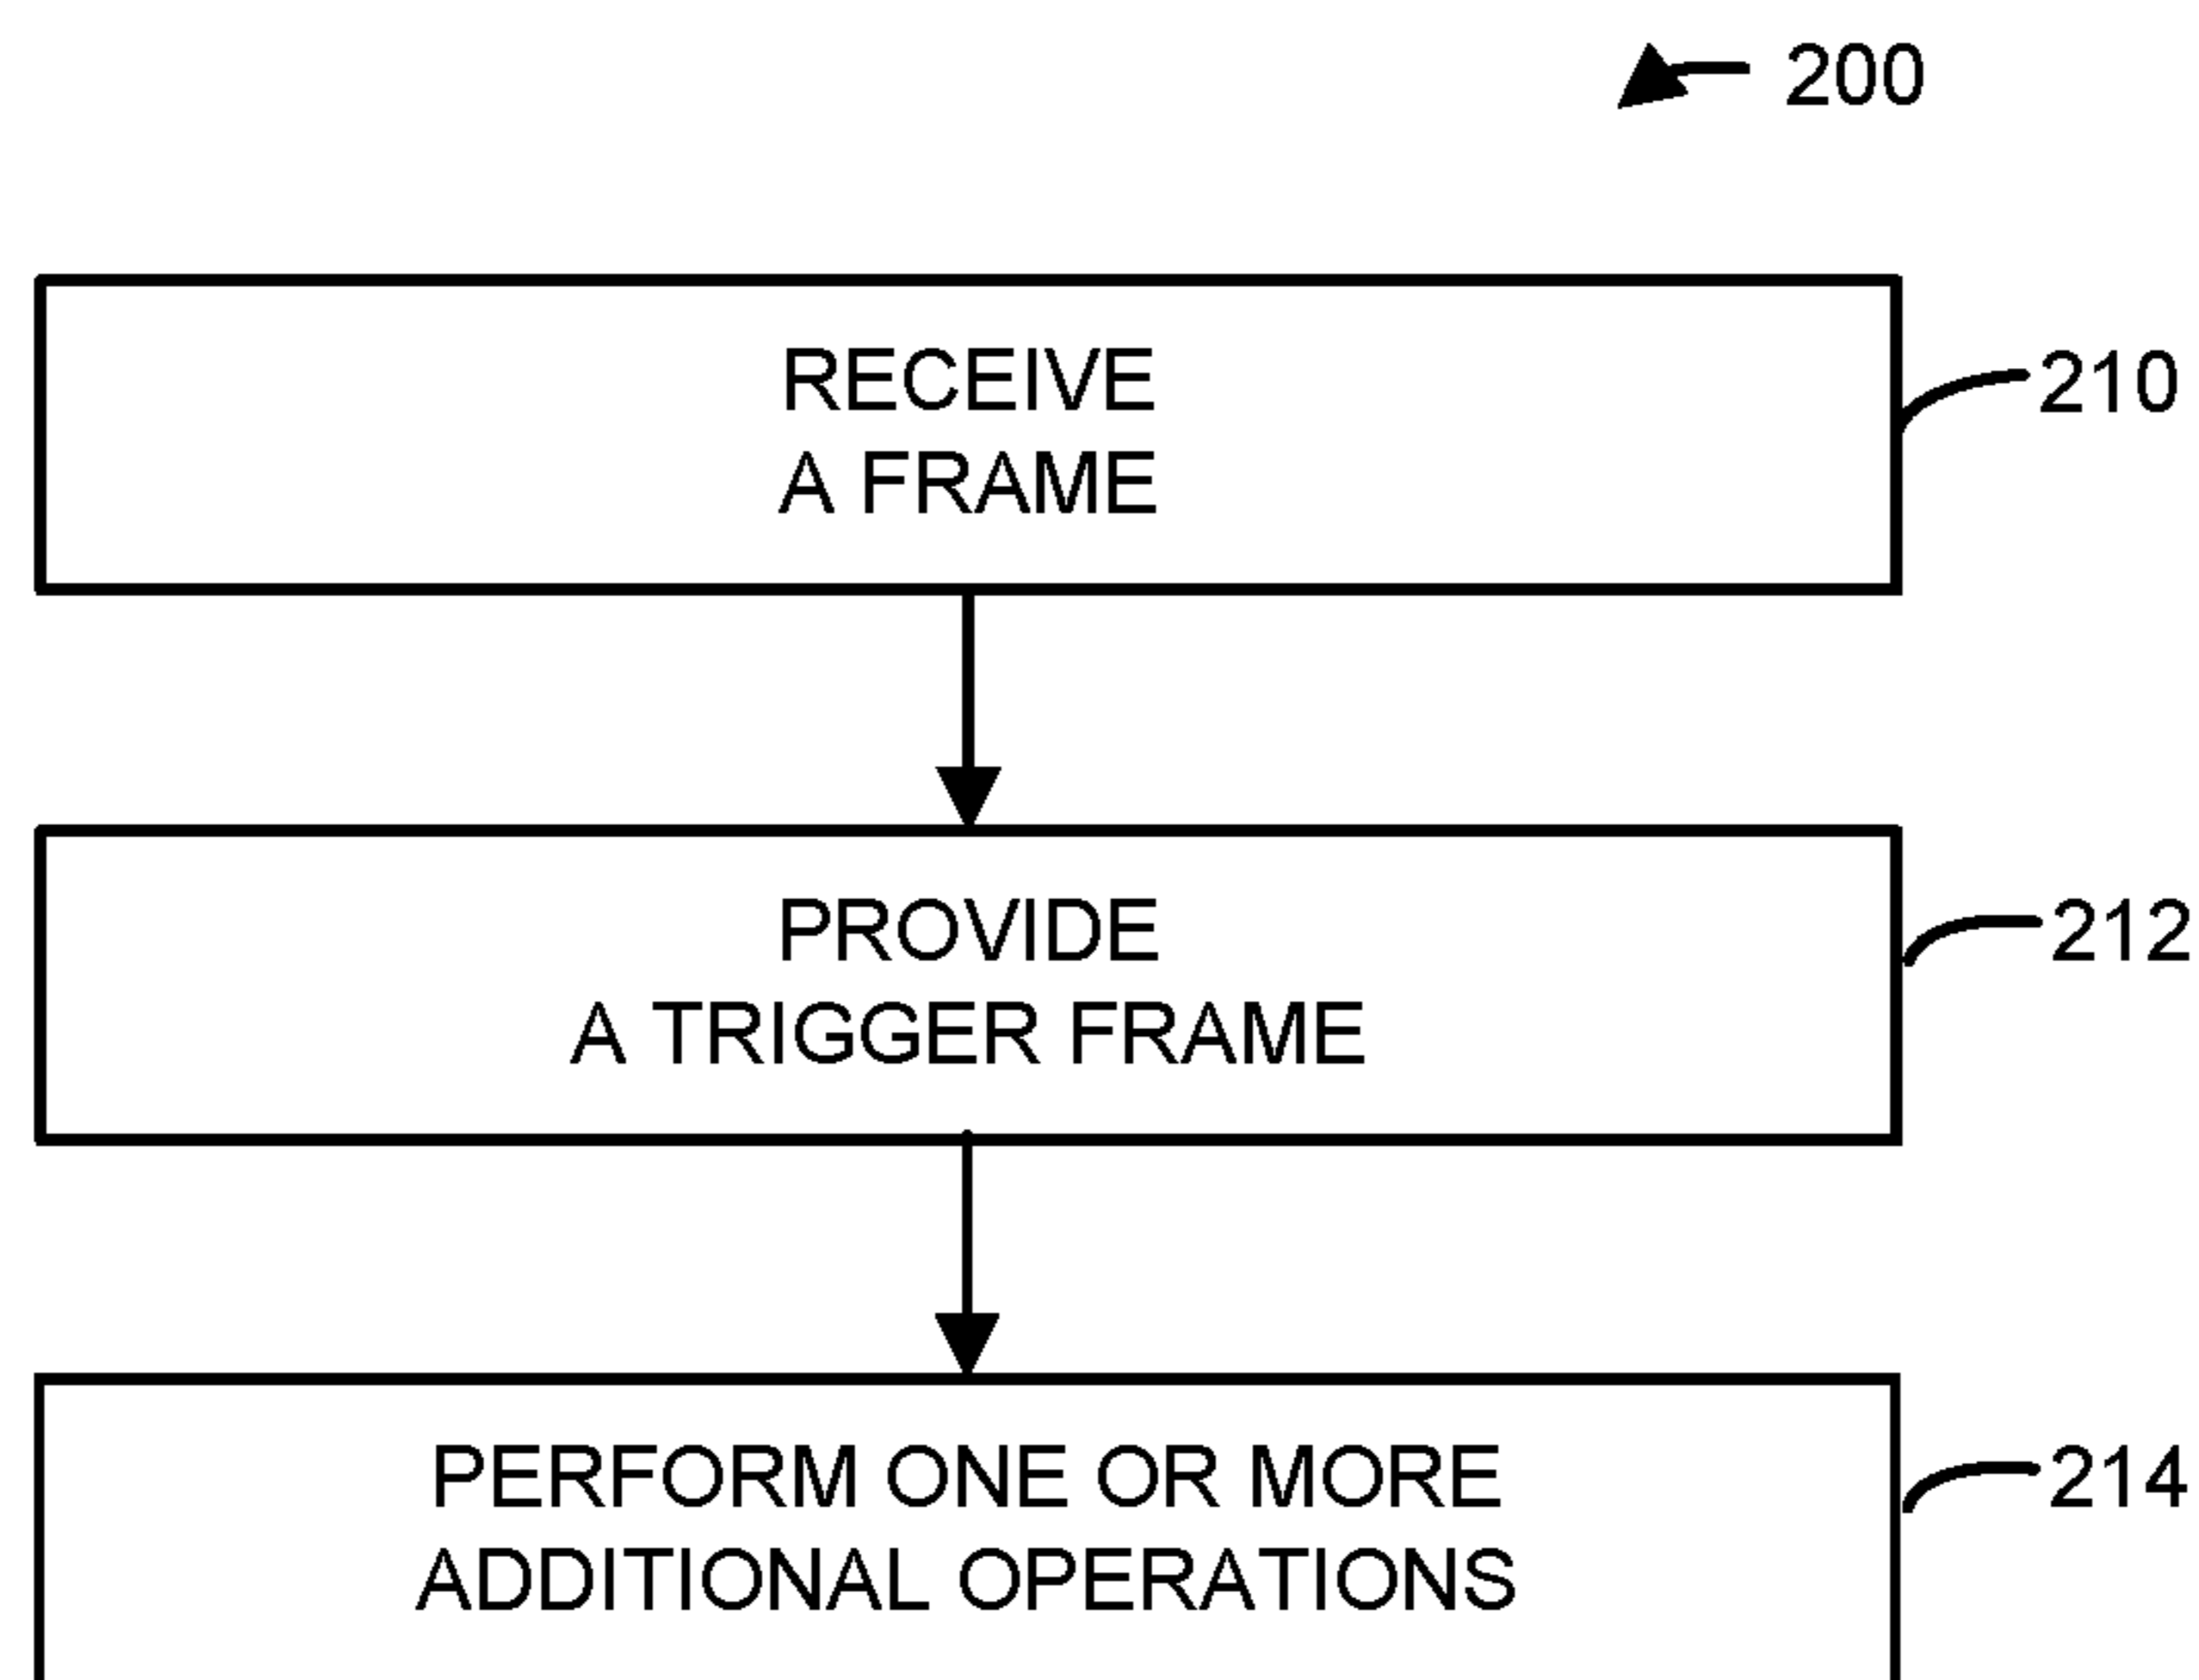 200
RECEIVE
A FRAME
210
PROVIDE
A TRIGGER FRAME
212
PERFORM ONE OR MORE
ADDITIONAL OPERATIONS
214